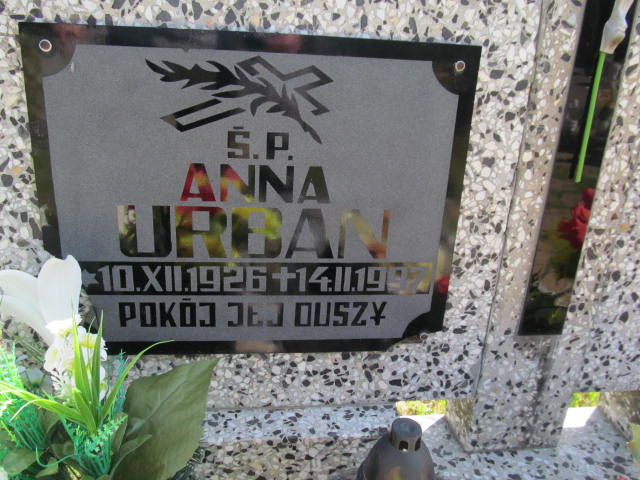 Ś.P.
ANNA
URBAN
*10.XII.1926 ✝14.II.1997
POKÓJ JEJ DUSZY